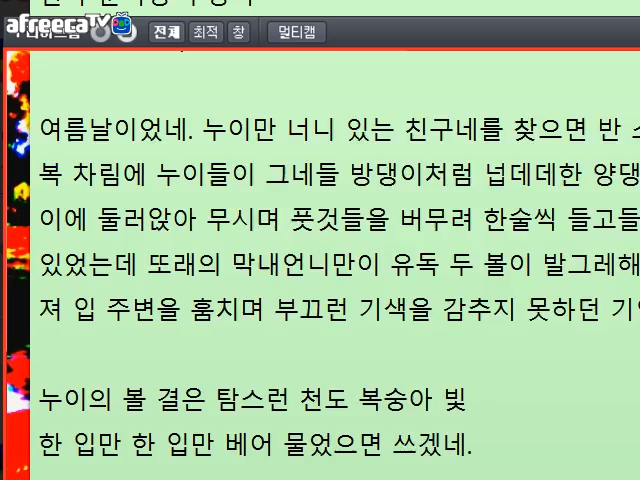 afreecaTV
전체 최적 창 멀티캠
여름날이었네. 누이만 너니 있는 친구네를 찾으면 반
복 차림에 누이들이 그네들 방댕이처럼 넙데데한 양댕
이에 둘러앉아 무시며 풋것들을 버무려 한술씩 들고들
있었는데 또래의 막내언니만이 유독 두 볼이 발그레해
져 입 주변을 훔치며 부끄런 기색을 감추지 못하던 기
누이의 볼 결은 탐스런 천도 복숭아 빛
한 입만 한 입만 베어 물었으면 쓰겠네.